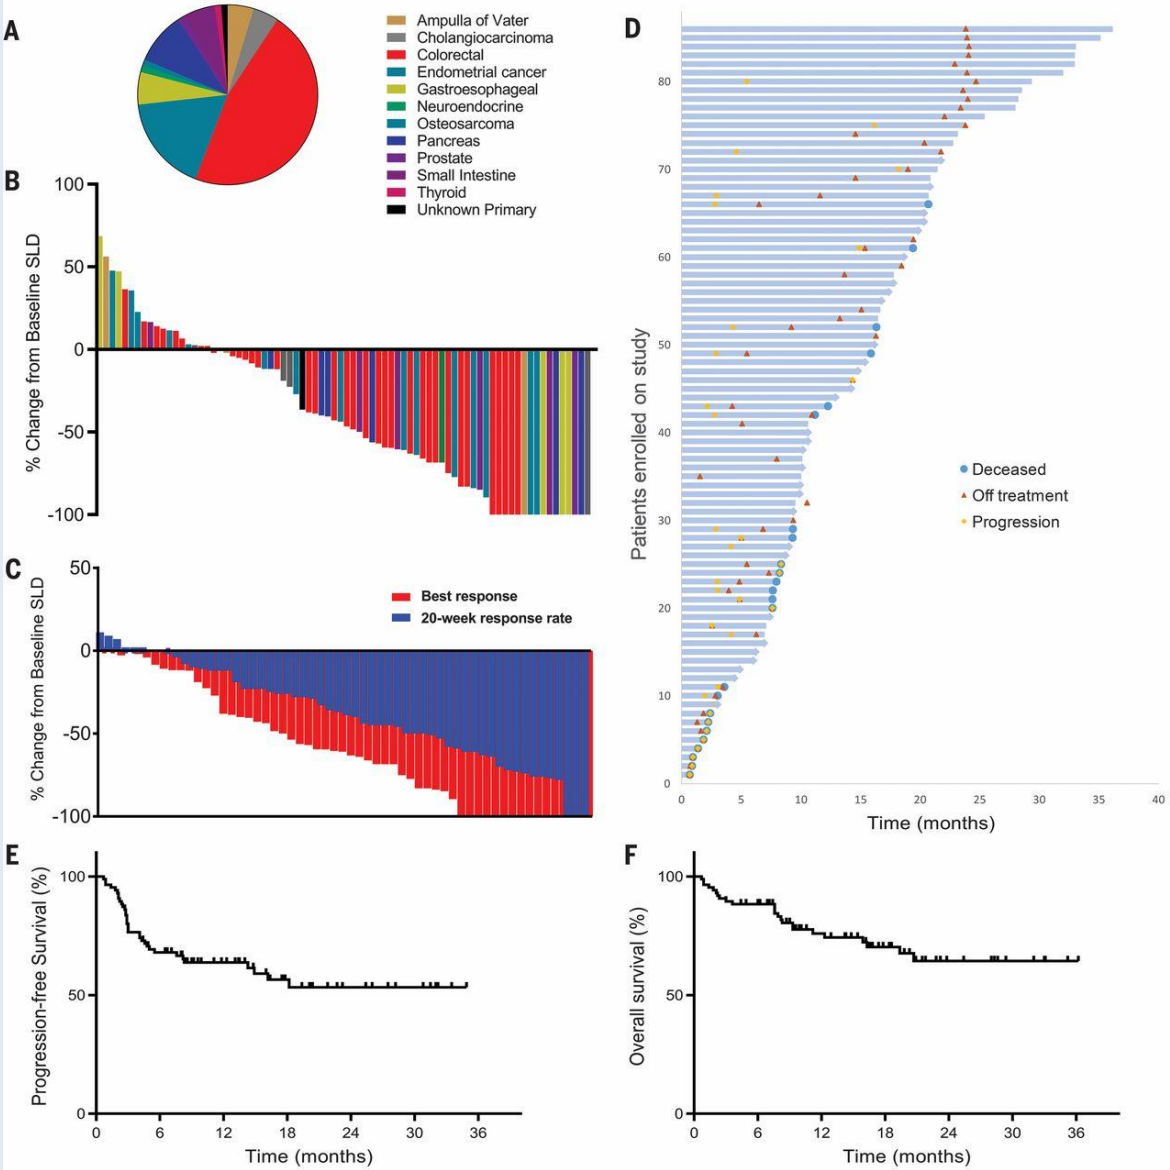 A
Ampulla of Vater
Cholangiocarcinoma
Colorectal
Endometrial cancer
Gastroesophageal
Neuroendocrine
Osteosarcoma
Pancreas
Prostate
Small Intestine
Thyroid
Unknown Primary
B
% Change from Baseline SLD
100
50
0
-50
-100
C
% Change from Baseline SLD
50
0
-50
-100
Best response
20-week response rate
D
Patients enrolled on study
80
70
60
50
40
30
20
10
0
Deceased
Off treatment
Progression
0 5 10 15 20 25 30 35 40
Time (months)
E
Progression-free Survival (%)
100
50
0
0 6 12 18 24 30 36
Time (months)
F
Overall survival (%)
100
50
0
0 6 12 18 24 30 36
Time (months)